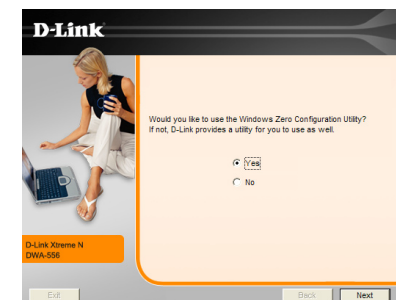 D-Link
Would you like to use the Windows Zero Configuration Utility?
If not, D-Link provides a utility for you to use as well.
Yes
No
D-Link Xtreme N
DWA-556
Exit
Back
Next